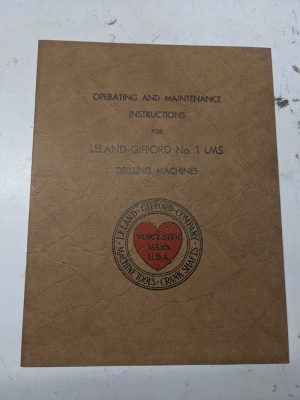 OPERATING AND MAINTENANCE
INSTRUCTIONS
FOR
LELAND-GIFFORD No. 1 LMS
DRILLING MACHINES
·LELAND-GIFFORD COMPANY·
WORCESTER
MASS.
U.S.A.
MACHINE TOOLS·CRANK SHAFTS